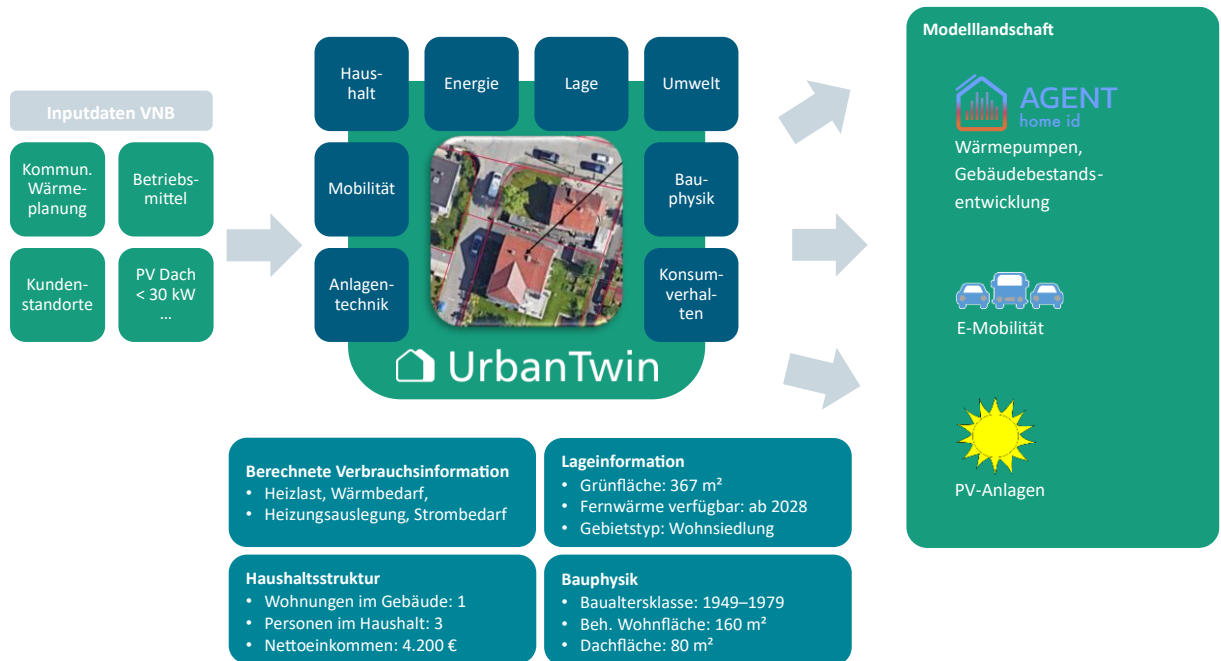 Inputdaten VNB
Kommun.
Wärme-
planung
Betriebs-
mittel
Kunden-
standorte
PV Dach
< 30 kW
...
Haus-
halt
Energie
Lage
Umwelt
Mobilität
Bau-
physik
Anlagen-
technik
Konsum-
verhal-
ten
UrbanTwin
Berechnete Verbrauchsinformation
• Heizlast, Wärmbedarf,
• Heizungsauslegung, Strombedarf
Lageinformation
• Grünfläche: 367 m²
• Fernwärme verfügbar: ab 2028
• Gebietstyp: Wohnsiedlung
Haushaltsstruktur
• Wohnungen im Gebäude: 1
• Personen im Haushalt: 3
• Nettoeinkommen: 4.200 €
Bauphysik
• Baualtersklasse: 1949–1979
• Beh. Wohnfläche: 160 m²
• Dachfläche: 80 m²
Modelllandschaft
AGENT
home id
Wärmepumpen,
Gebäudebestands-
entwicklung
E-Mobilität
PV-Anlagen